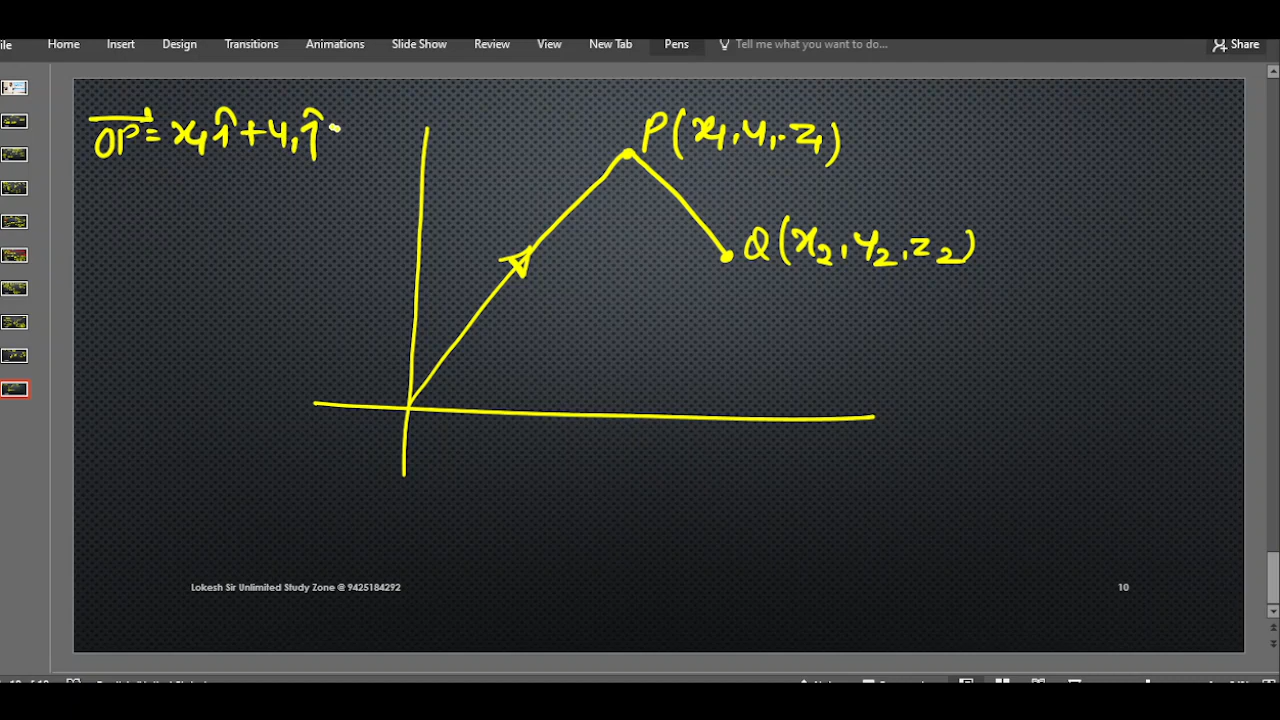 File Home Insert Design Transitions Animations Slide Show Review View New Tab Pens Tell me what you want to do... Share
OP = x₁î + y₁ĵ
P(x₁, y₁, z₁)
Q(x₂, y₂, z₂)
Lokesh Sir Unlimited Study Zone @ 9425184292 10